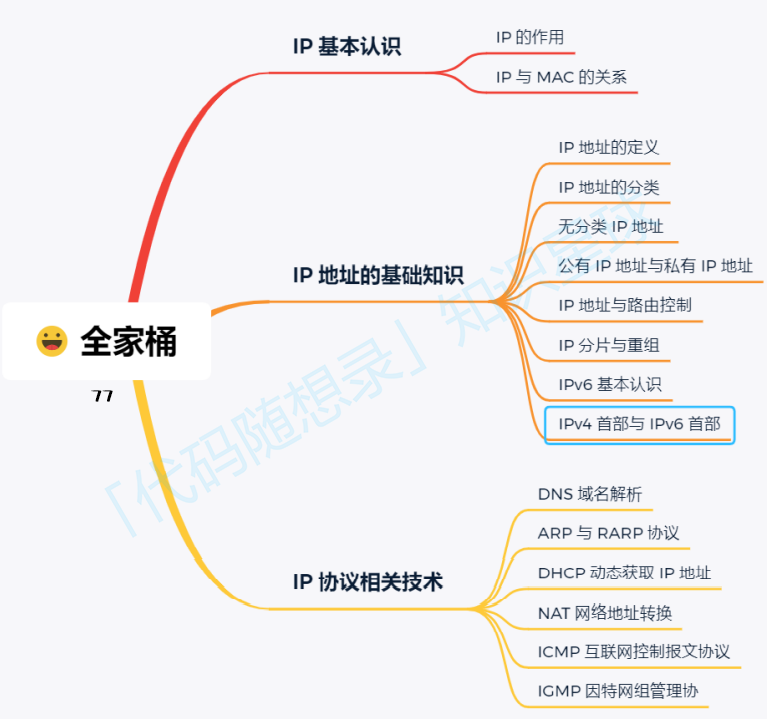 IP 基本认识
IP 的作用
IP 与 MAC 的关系
IP 地址的基础知识
IP 地址的定义
IP 地址的分类
无分类 IP 地址
公有 IP 地址与私有 IP 地址
IP 地址与路由控制
IP 分片与重组
IPv6 基本认识
IPv4 首部与 IPv6 首部
全家桶
77
IP 协议相关技术
DNS 域名解析
ARP 与 RARP 协议
DHCP 动态获取 IP 地址
NAT 网络地址转换
ICMP 互联网控制报文协议
IGMP 因特网组管理协
「代码随想录」知识星球